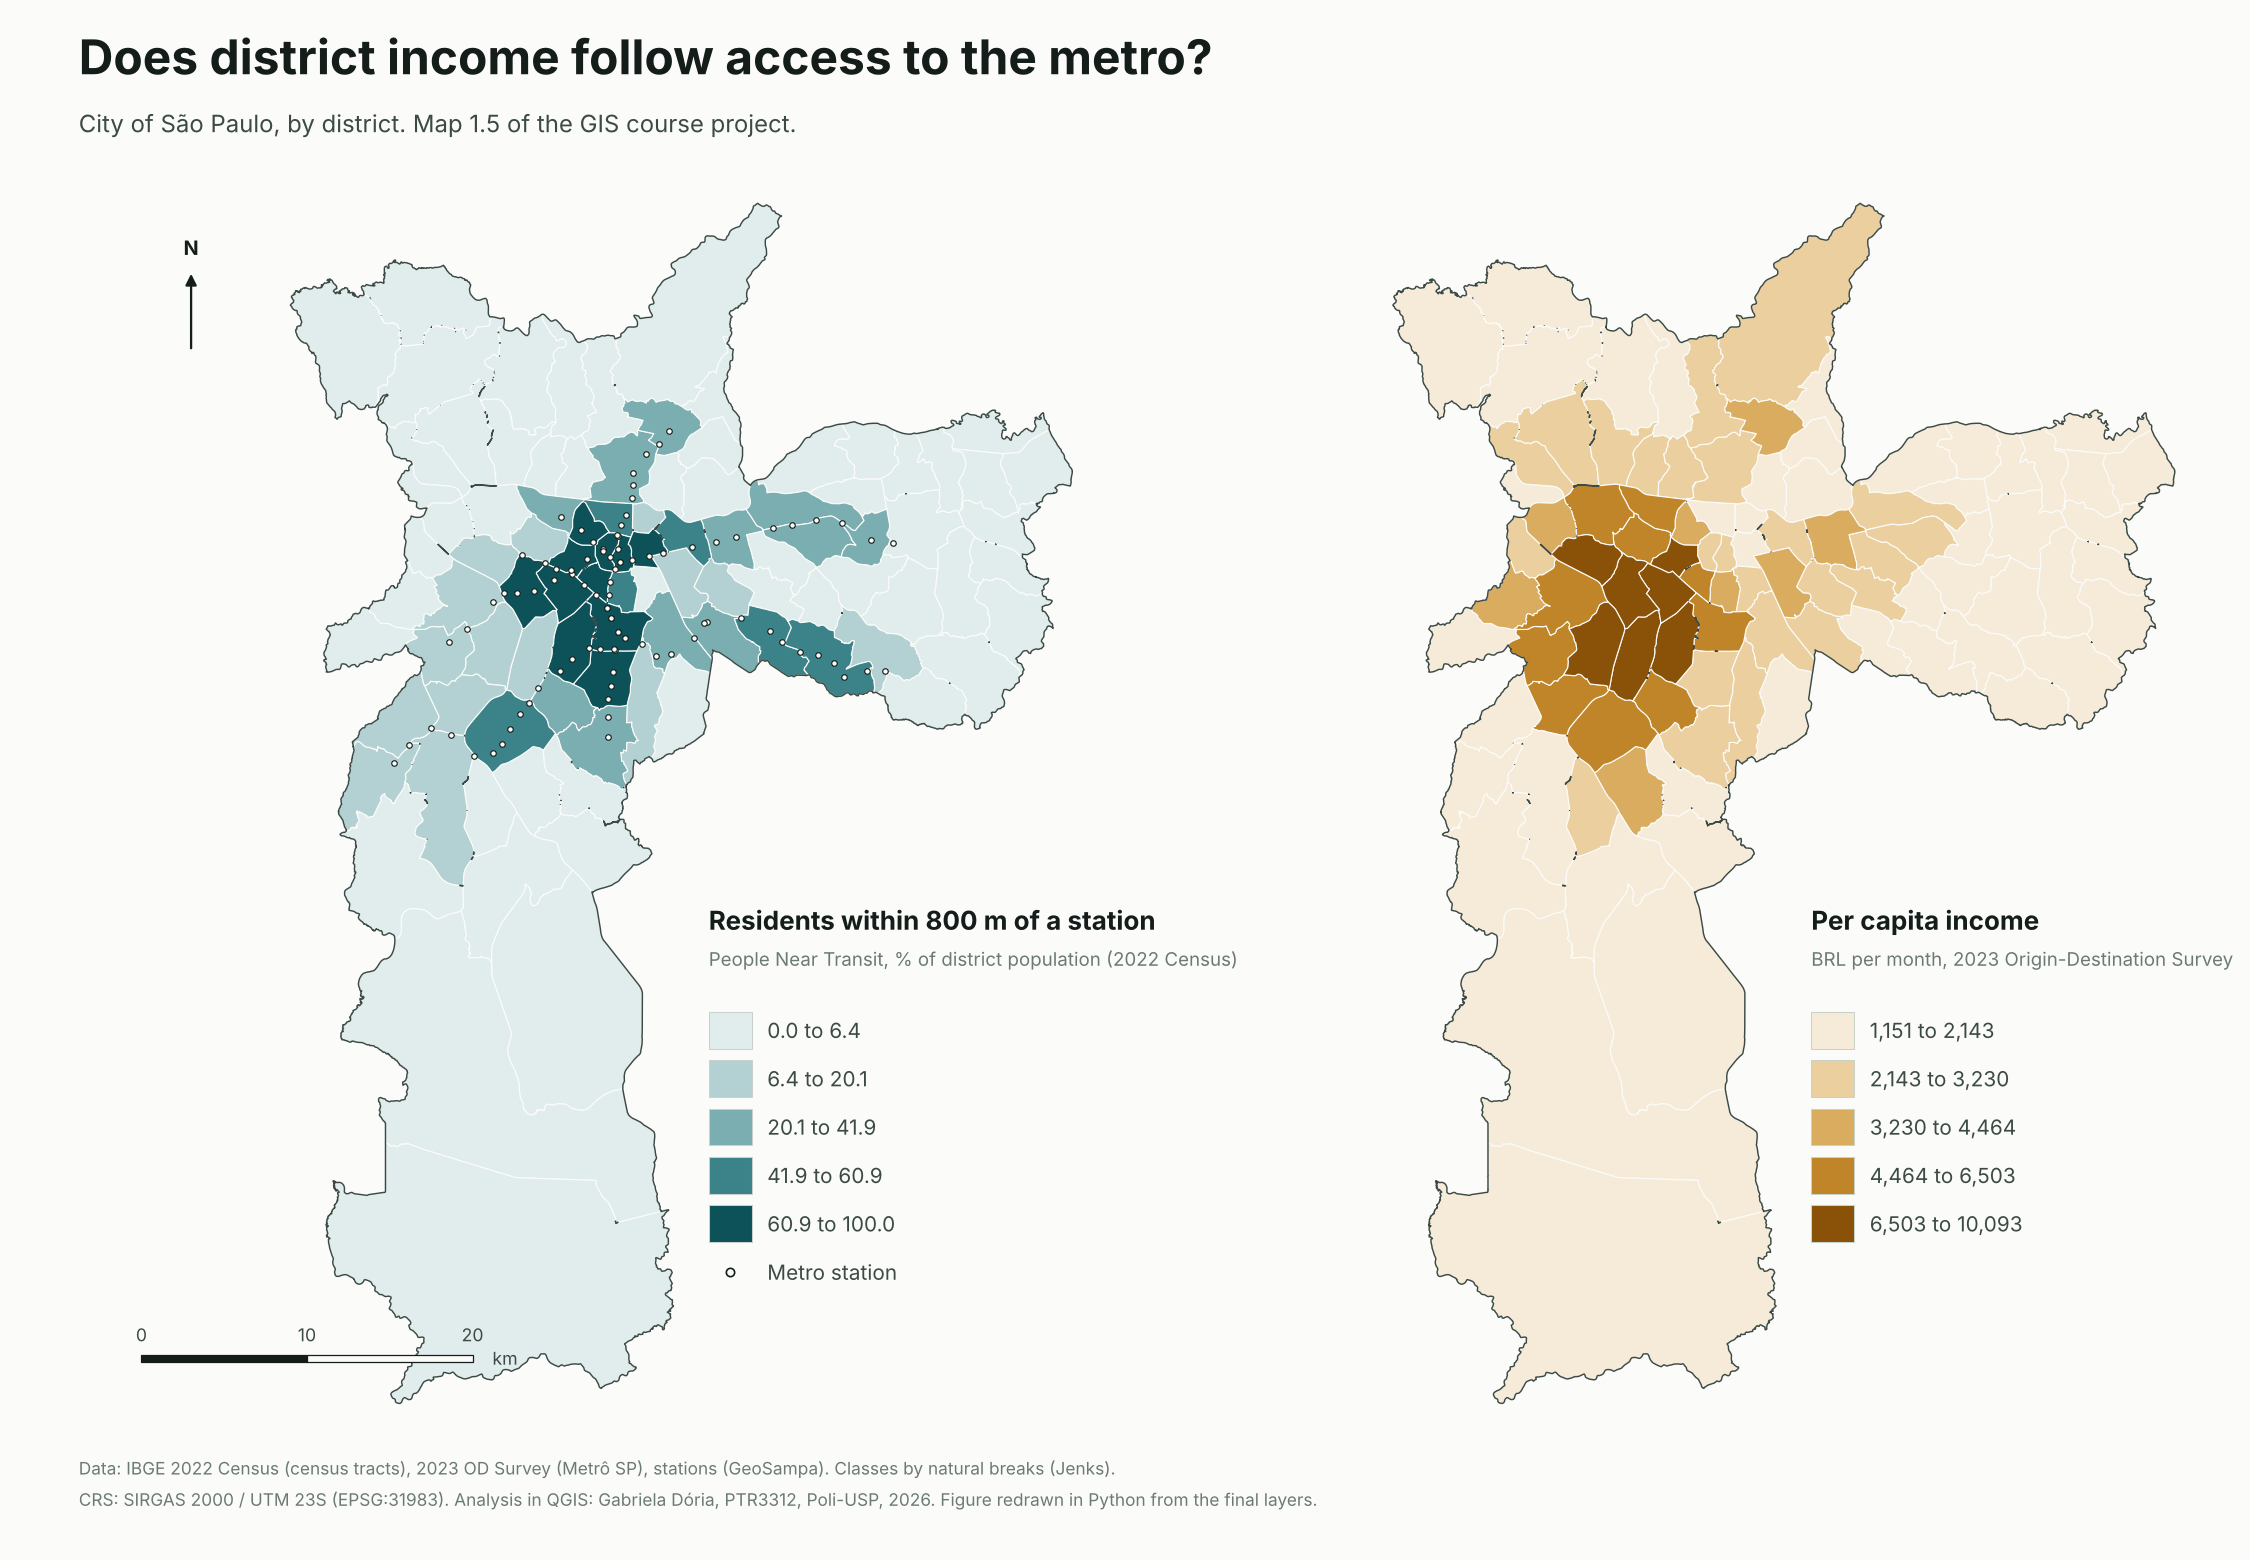 Does district income follow access to the metro?
City of São Paulo, by district. Map 1.5 of the GIS course project.
N
Residents within 800 m of a station
People Near Transit, % of district population (2022 Census)
0.0 to 6.4
6.4 to 20.1
20.1 to 41.9
41.9 to 60.9
60.9 to 100.0
Metro station
Per capita income
BRL per month, 2023 Origin-Destination Survey
1,151 to 2,143
2,143 to 3,230
3,230 to 4,464
4,464 to 6,503
6,503 to 10,093
0 10 20
km
Data: IBGE 2022 Census (census tracts), 2023 OD Survey (Metrô SP), stations (GeoSampa). Classes by natural breaks (Jenks).
CRS: SIRGAS 2000 / UTM 23S (EPSG:31983). Analysis in QGIS: Gabriela Dória, PTR3312, Poli-USP, 2026. Figure redrawn in Python from the final layers.